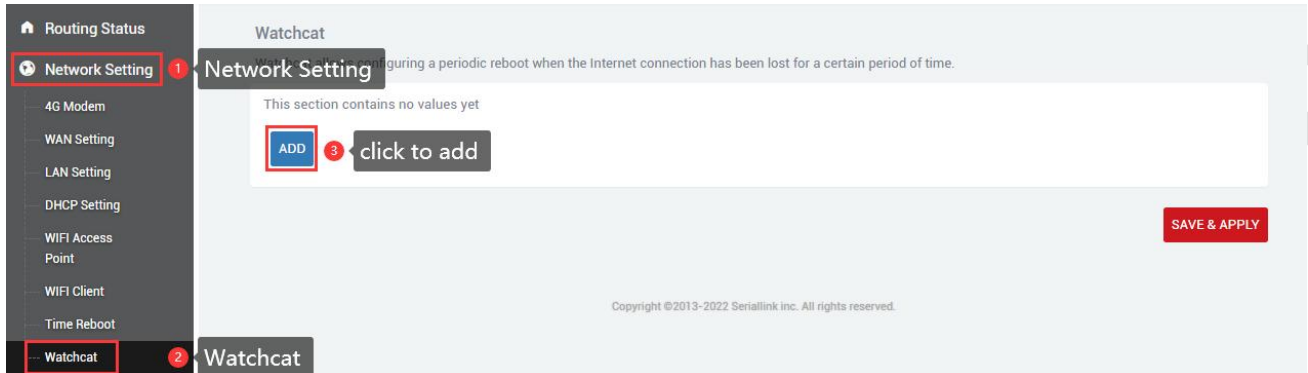 Routing Status
Network Setting
1
Network Setting
4G Modem
WAN Setting
LAN Setting
DHCP Setting
WIFI Access
Point
WIFI Client
Time Reboot
Watchcat
2
Watchcat
Watchcat
guring a periodic reboot when the Internet connection has been lost for a certain period of time.
This section contains no values yet
ADD
3
click to add
SAVE & APPLY
Copyright ©2013-2022 Seriallink inc. All rights reserved.